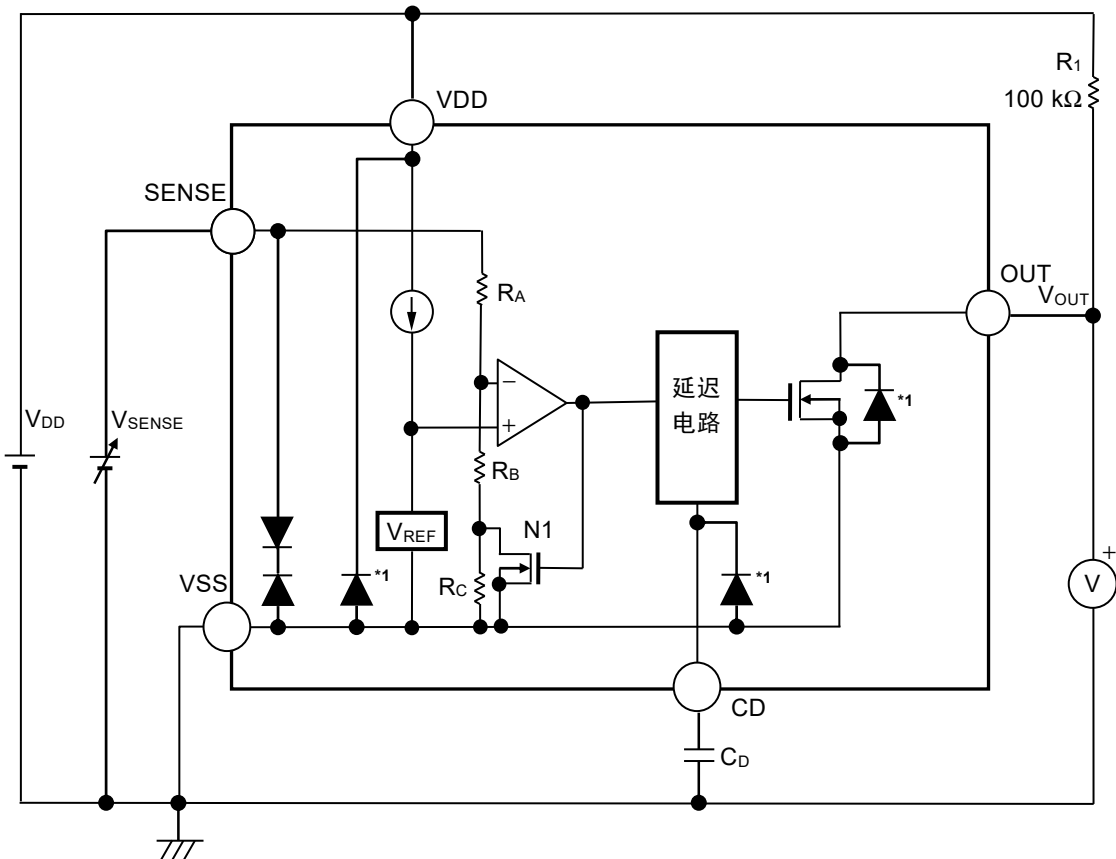 R1
100 kΩ
VDD
SENSE
OUT
VOUT
RA
VDD
VSENSE
−
+
延迟
电路
*1
RB
VREF
N1
VSS
*1
RC
*1
+
V
CD
CD